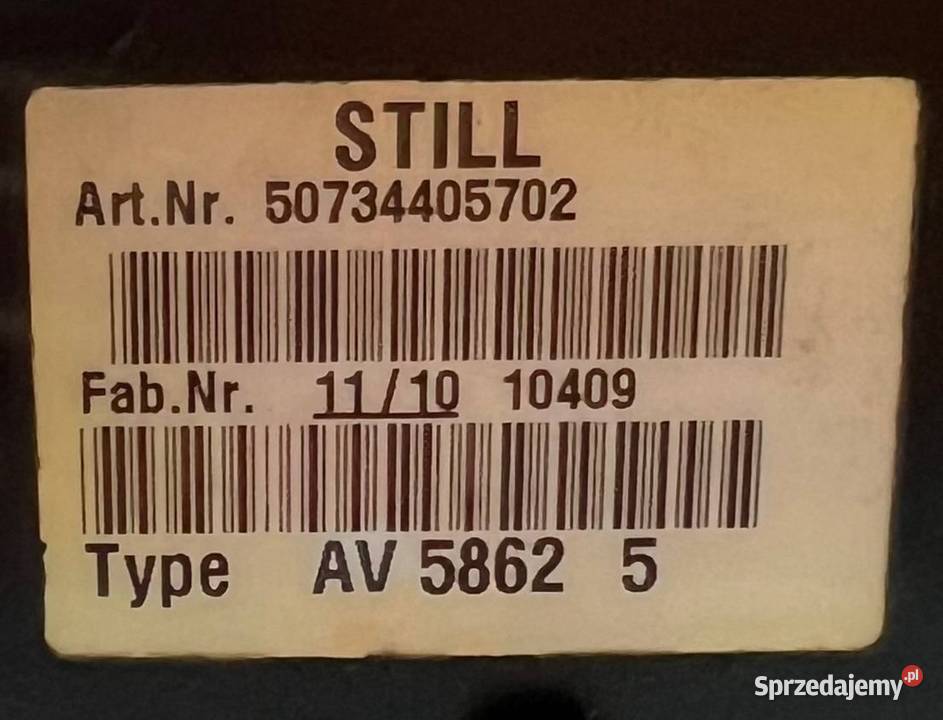 STILL
Art.Nr. 50734405702
Fab.Nr. 11/10 10409
Type AV 5862 5
Sprzedajemy.pl